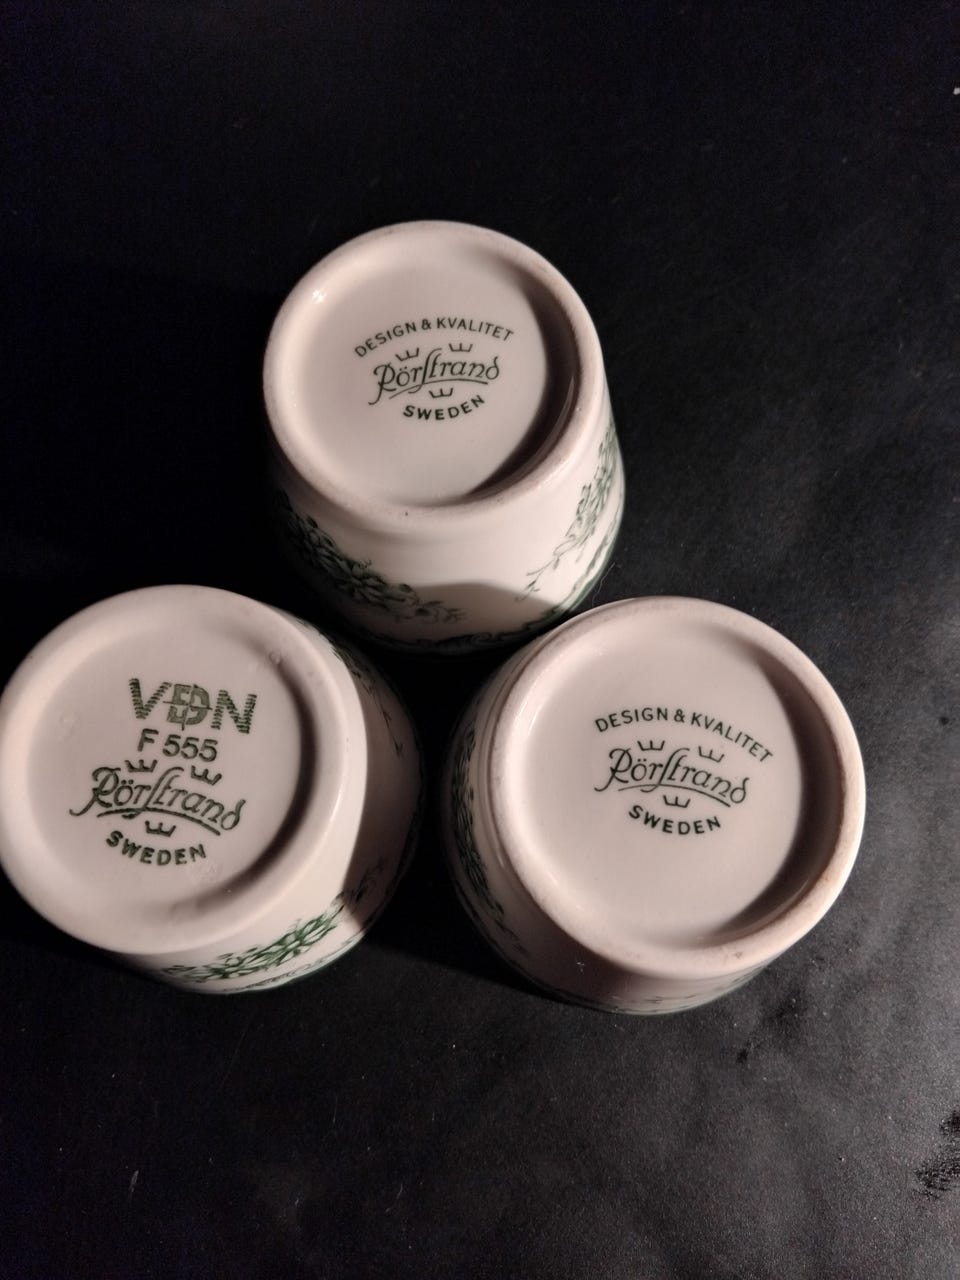 DESIGN & KVALITET
Rörstrand
SWEDEN
VDN
F 555
Rörstrand
SWEDEN
DESIGN & KVALITET
Rörstrand
SWEDEN